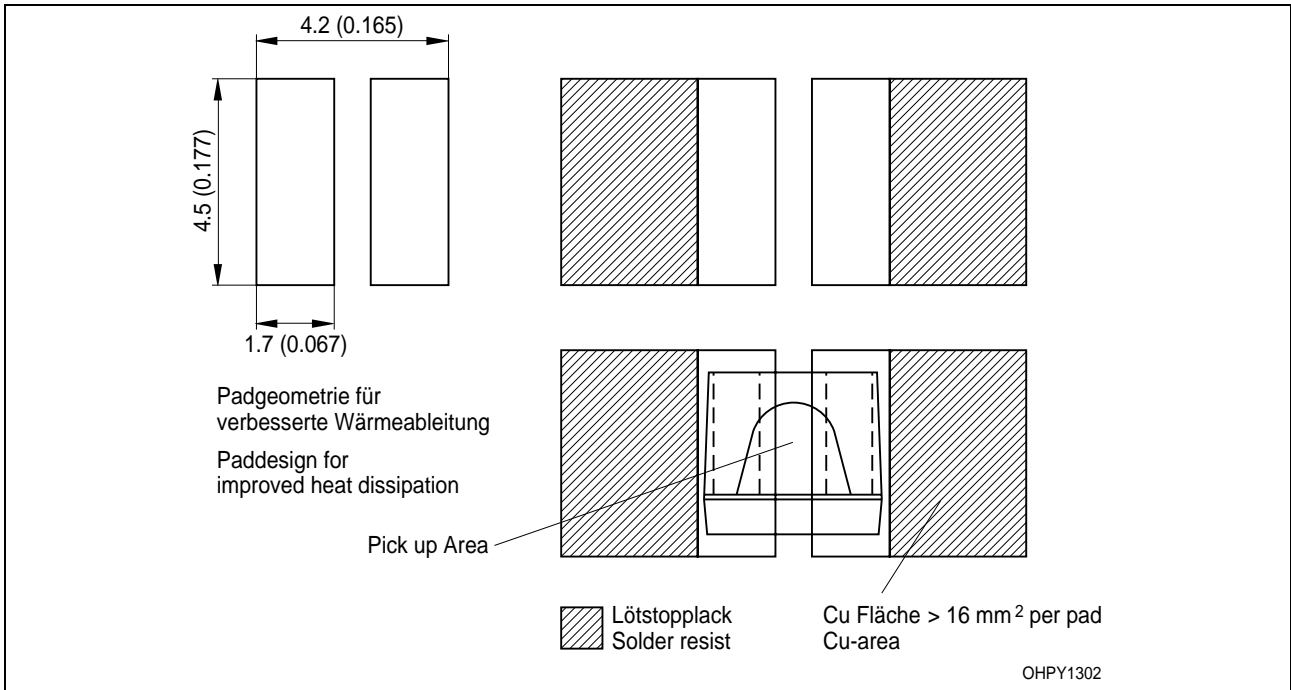 4.2 (0.165)
4.5 (0.177)
1.7 (0.067)
Padgeometrie für
verbesserte Wärmeableitung
Paddesign for
improved heat dissipation
Pick up Area
Lötstopplack
Solder resist
Cu Fläche > 16 mm 2 per pad
Cu-area
OHPY1302